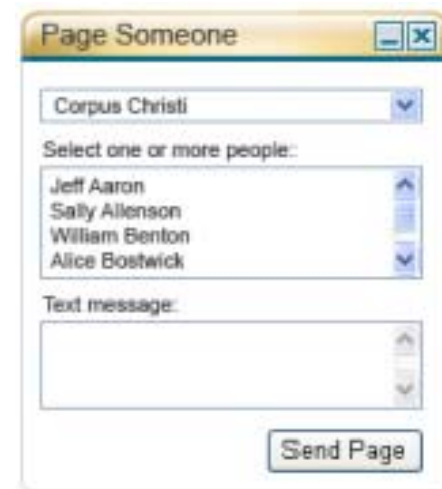 Page Someone
Corpus Christi
Select one or more people::
Jeff Aaron
Sally Allenson
William Benton
Alice Bostwick
Text message:
Send Page